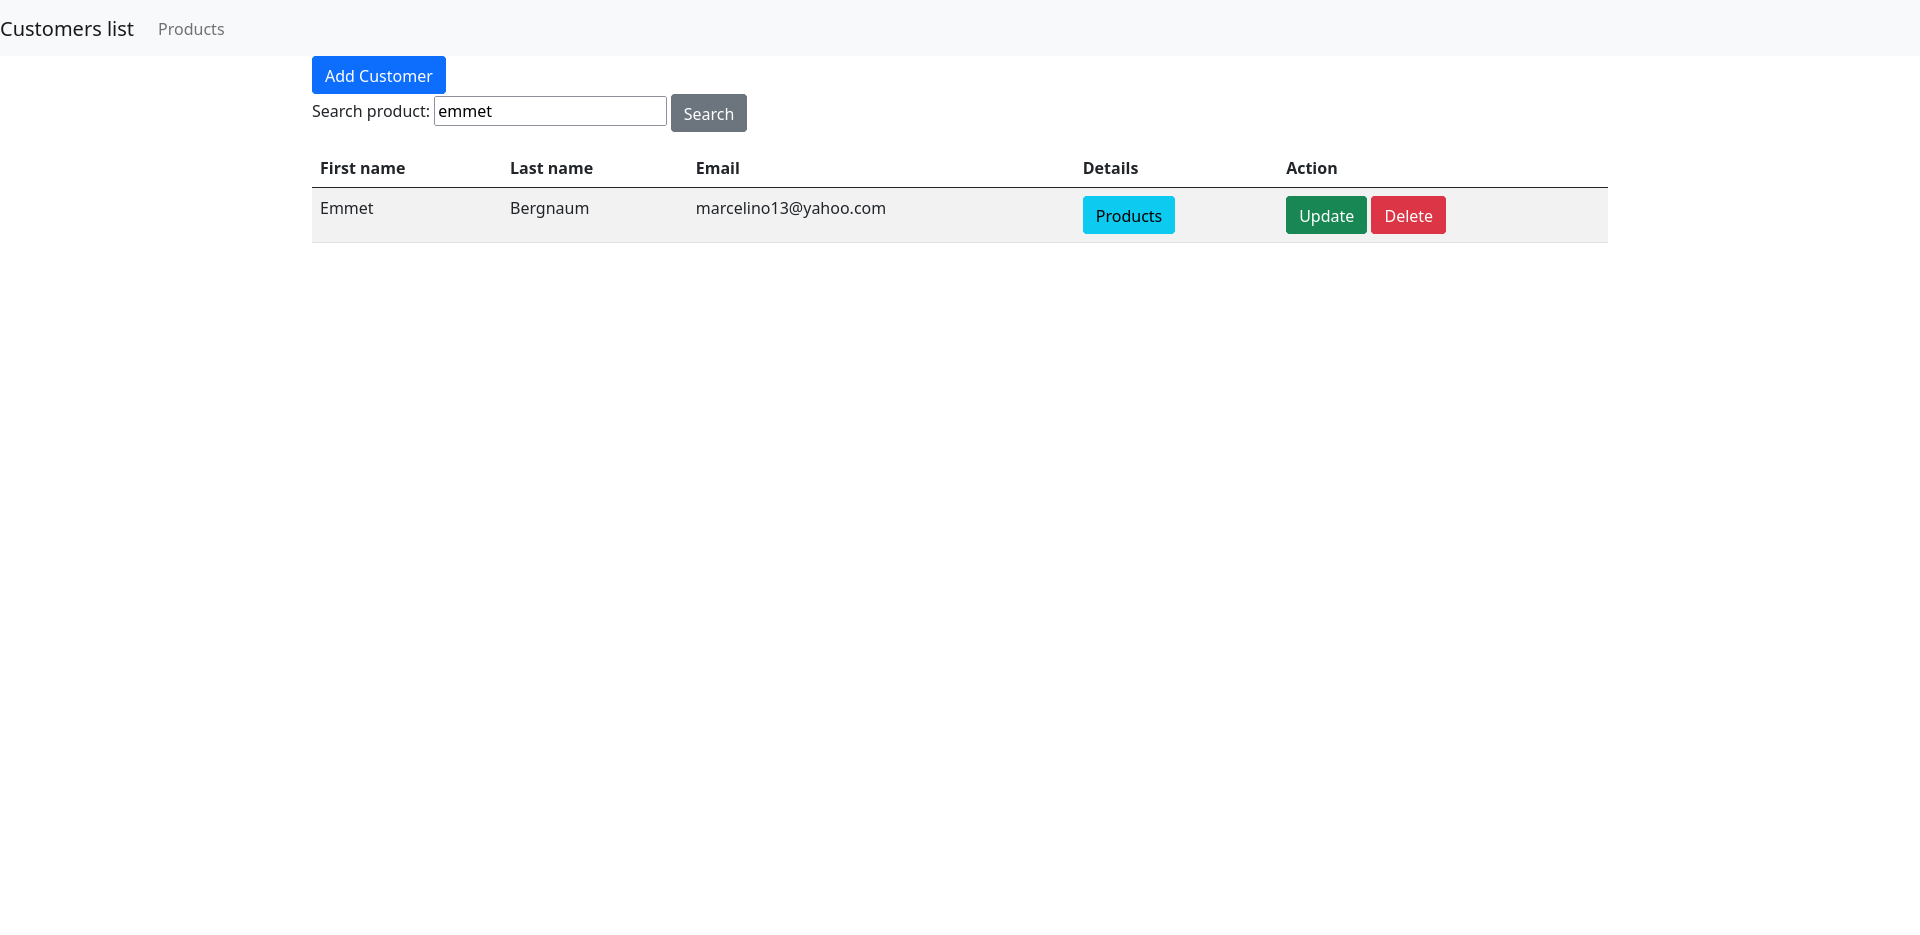 Customers list Products
Add Customer
Search product: emmet Search
First name Last name Email Details Action
Emmet Bergnaum marcelino13@yahoo.com Products Update Delete